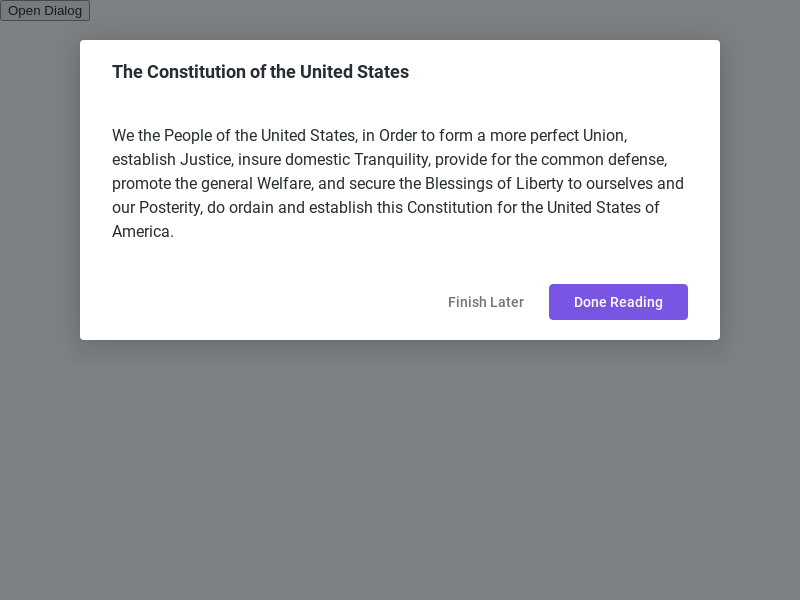 Open Dialog
The Constitution of the United States
We the People of the United States, in Order to form a more perfect Union,
establish Justice, insure domestic Tranquility, provide for the common defense,
promote the general Welfare, and secure the Blessings of Liberty to ourselves and
our Posterity, do ordain and establish this Constitution for the United States of
America.
Finish Later
Done Reading